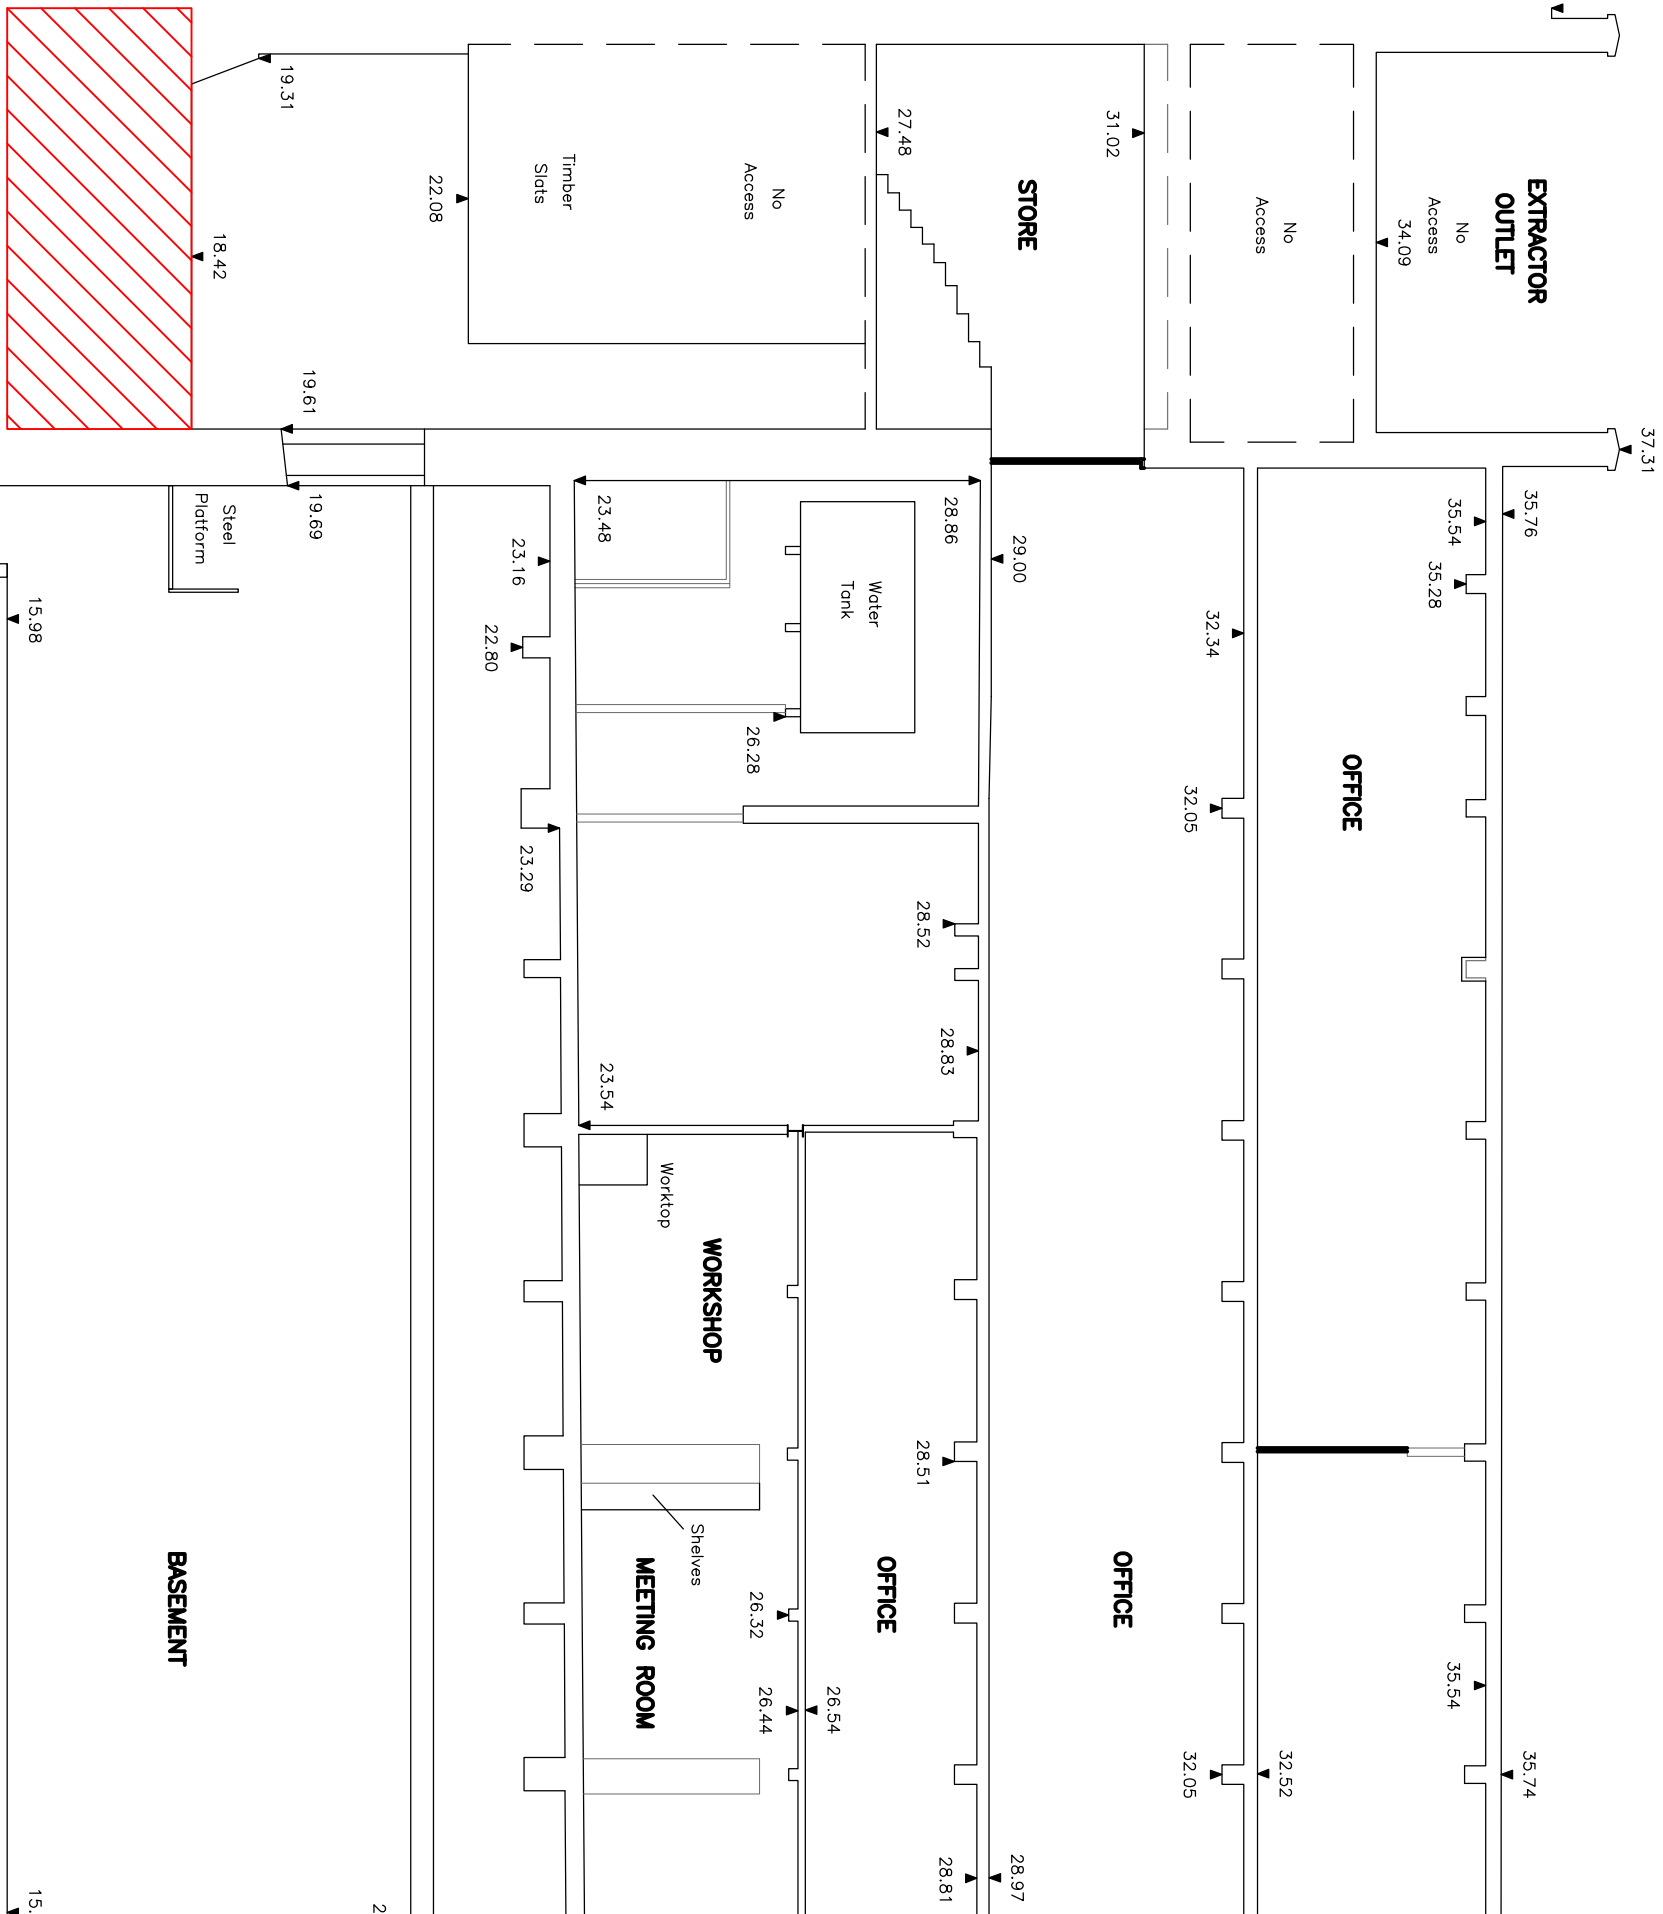 37.31
EXTRACTOR
OUTLET
No
Access
34.09
35.76
35.54
35.28
OFFICE
35.54
35.74
No
Access
31.02
STORE
27.48
32.34
32.05
OFFICE
32.05
32.52
29.00
28.86
Water
Tank
26.28
23.48
28.52
28.83
23.54
28.51
OFFICE
28.97
28.81
Worktop
WORKSHOP
Shelves
MEETING ROOM
26.32
26.54
26.44
No
Access
Timber
Slats
22.08
23.16
22.80
23.29
19.31
18.42
19.61
19.69
Steel
Platform
15.98
BASEMENT
2
15.